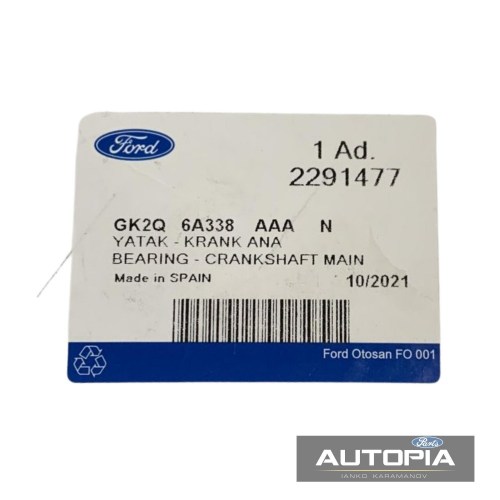 Ford
1 Ad.
2291477
GK2Q 6A338 AAA N
YATAK - KRANK ANA
BEARING - CRANKSHAFT MAIN
Made in SPAIN 10/2021
Ford Otosan FO 001
Parts
AUTOPIA
IANKO KARAMANOV